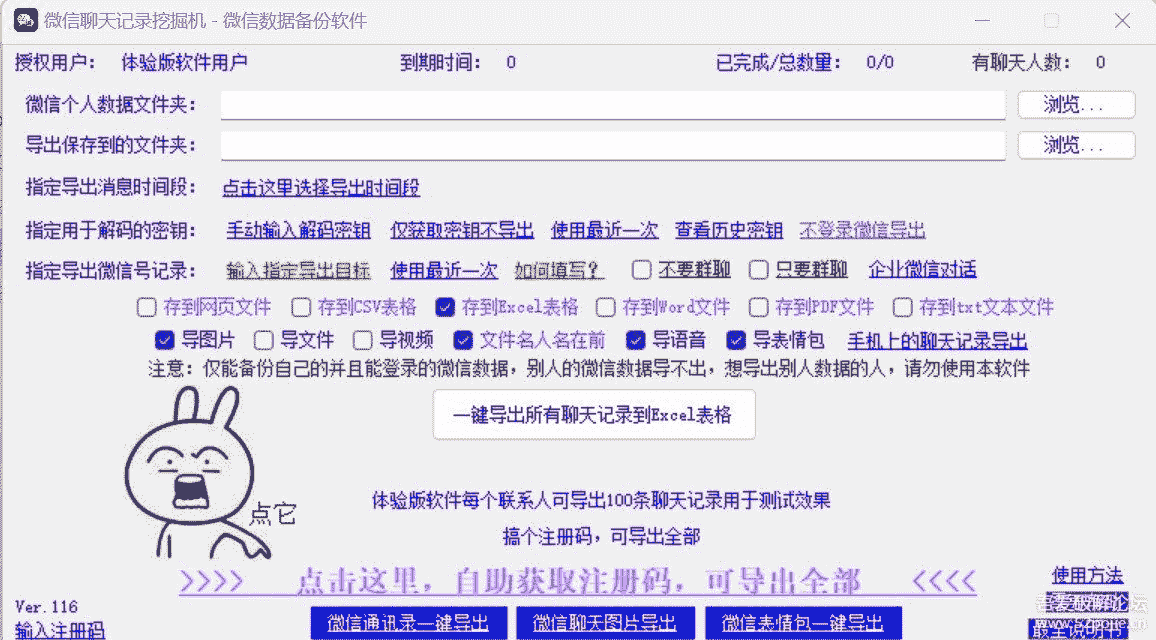 微信聊天记录挖掘机 - 微信数据备份软件
授权用户: 体验版软件用户 到期时间: 0 已完成/总数量: 0/0 有聊天人数: 0
微信个人数据文件夹: 浏览...
导出保存到的文件夹: 浏览...
指定导出消息时间段: 点击这里选择导出时间段
指定用于解码的密钥: 手动输入解码密钥 仅获取密钥不导出 使用最近一次 查看历史密钥 不登录微信导出
指定导出微信号记录: 输入指定导出目标 使用最近一次 如何填写? 不要群聊 只要群聊 企业微信对话
存到网页文件 存到CSV表格 存到Excel表格 存到Word文件 存到PDF文件 存到txt文本文件
导图片 导文件 导视频 文件名人名在前 导语音 导表情包 手机上的聊天记录导出
注意: 仅能备份自己的并且能登录的微信数据，别人的微信数据导不出，想导出别人数据的人，请勿使用本软件
一键导出所有聊天记录到Excel表格
点它
体验版软件每个联系人可导出100条聊天记录用于测试效果
搞个注册码，可导出全部
>>>> 点击这里，自助获取注册码，可导出全部 <<<<
使用方法
Ver.116
吾爱破解论坛
输入注册码 微信通讯录一键导出 微信聊天图片导出 微信表情包一键导出
www.52pojie.cn